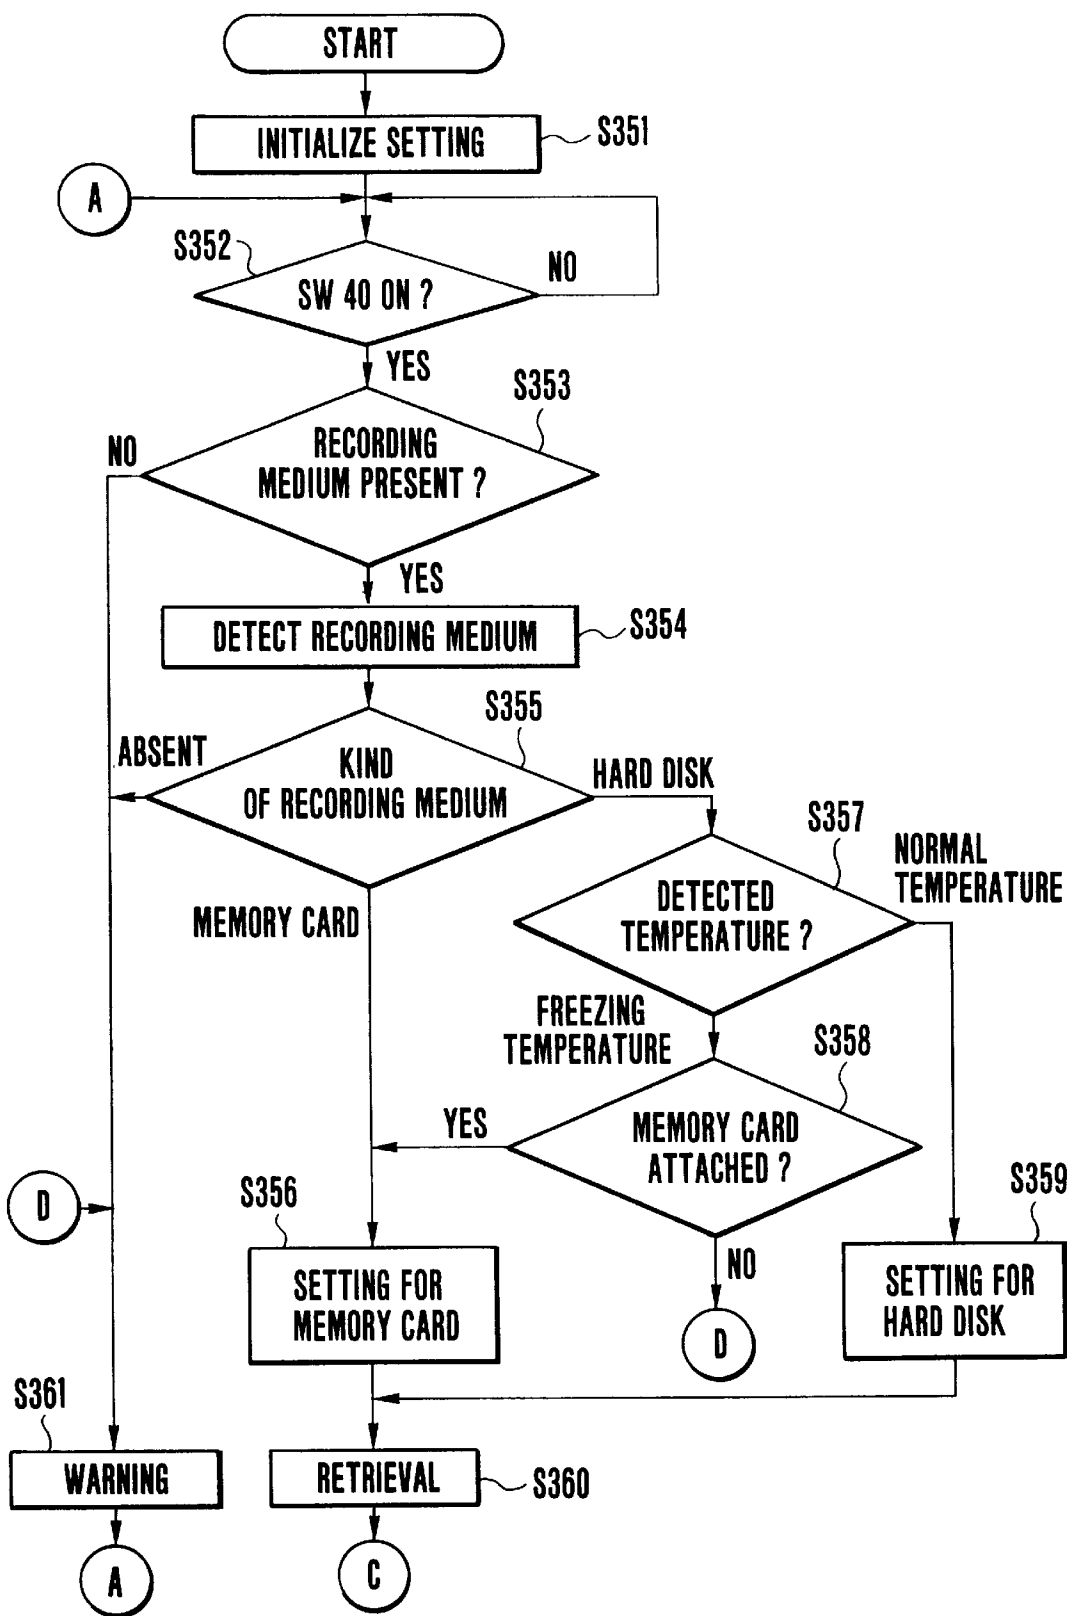 START
INITIALIZE SETTING
S351
A
S352
SW 40 ON ?
NO
YES
S353
RECORDING
MEDIUM PRESENT ?
NO
YES
DETECT RECORDING MEDIUM
S354
S355
ABSENT
KIND
OF RECORDING MEDIUM
HARD DISK
MEMORY CARD
S357
DETECTED
TEMPERATURE ?
NORMAL
TEMPERATURE
FREEZING
TEMPERATURE
S358
MEMORY CARD
ATTACHED ?
YES
NO
D
D
S356
SETTING FOR
MEMORY CARD
S359
SETTING FOR
HARD DISK
S361
WARNING
A
RETRIEVAL
S360
C